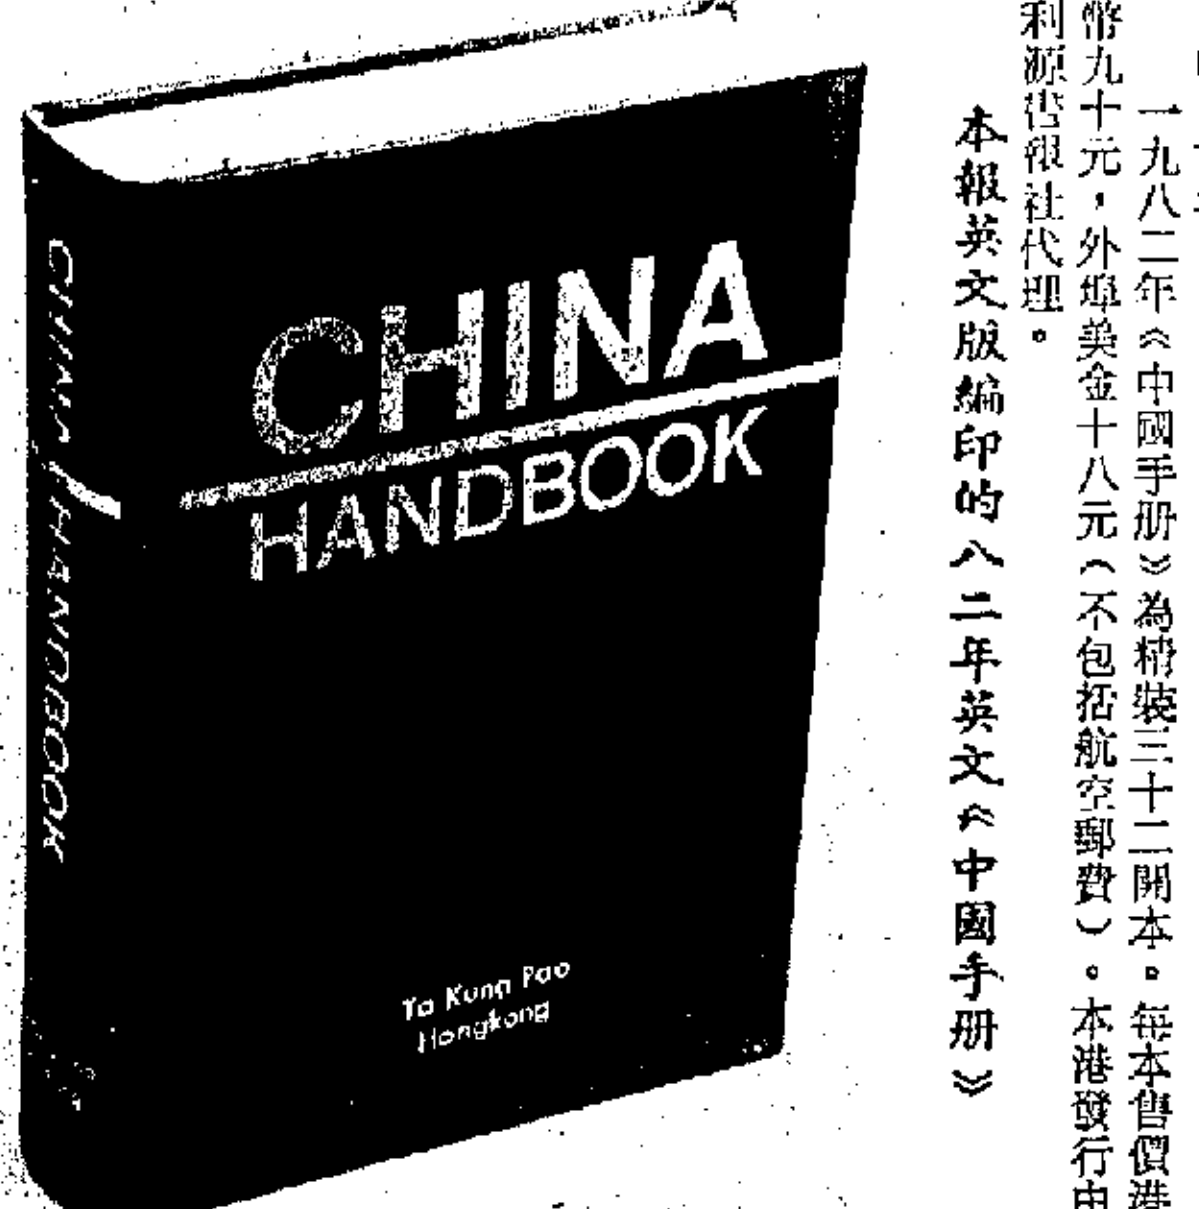 一九八二年《中國手册》為精裝三十二開本。每本售價港
幣九十元，外埠美金十八元（不包括航空郵費）。本港發行由
利源書報社代理。
本報英文版編印的八二年英文《中國手册》
CHINA
HANDBOOK
Ta Kung Pao
Hongkong
CHINA HANDBOOK